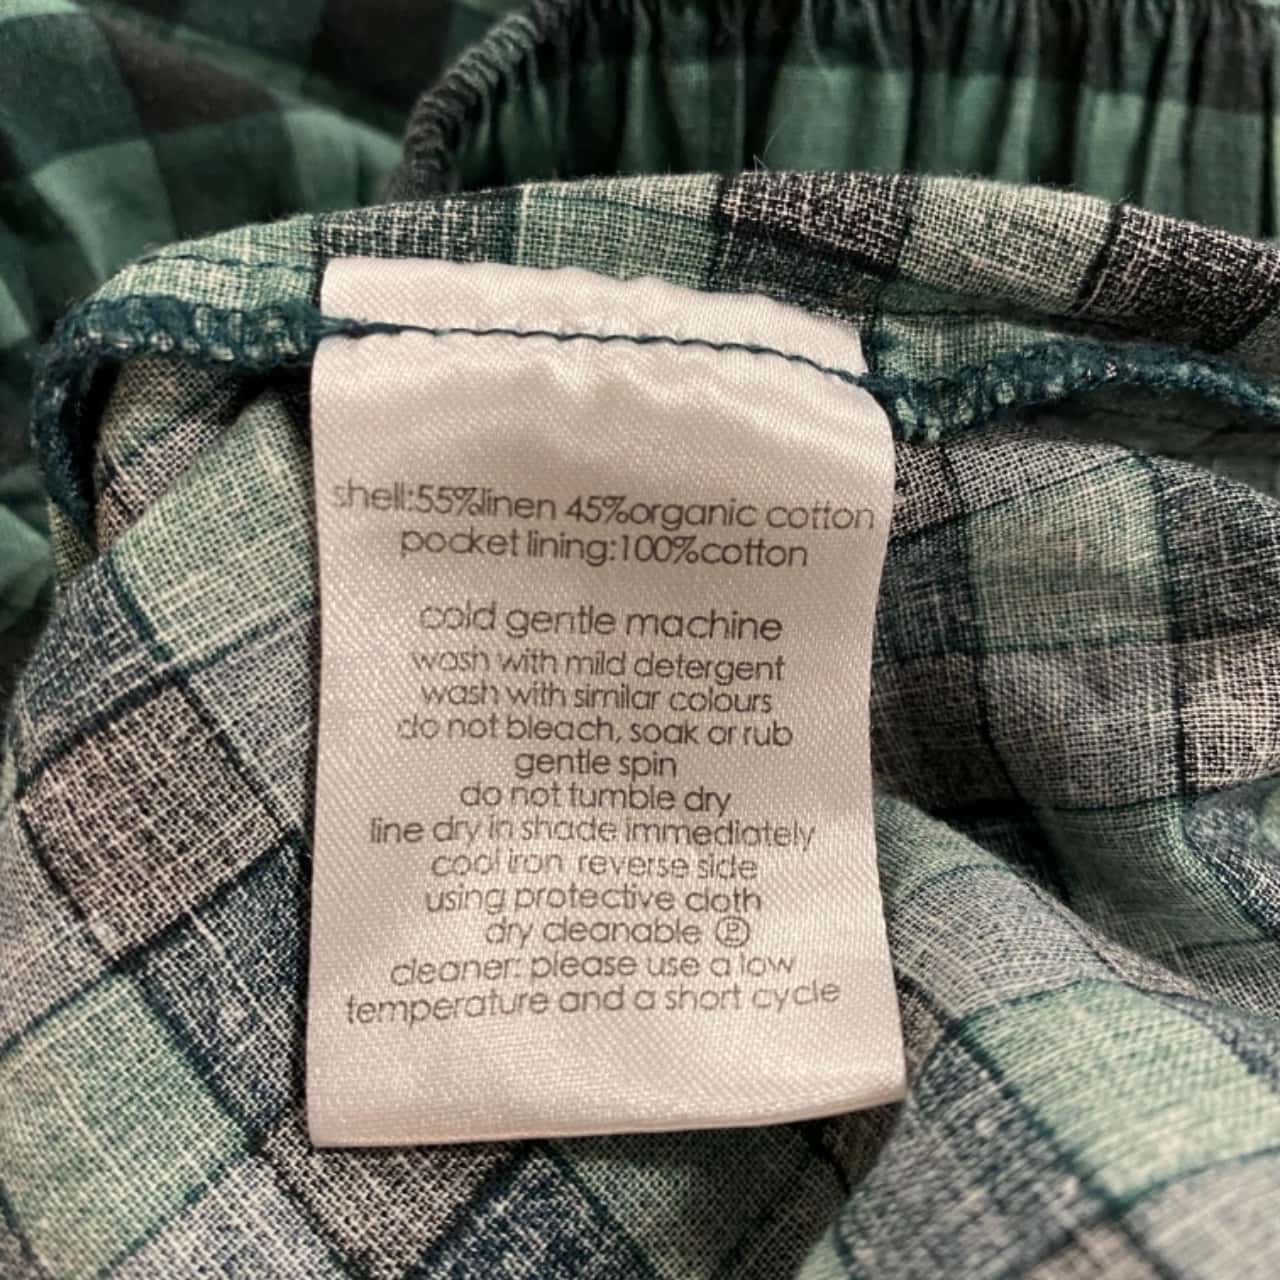 shell:55%linen 45%organic cotton
pocket lining:100%cotton
cold gentle machine
wash with mild detergent
wash with similar colours
do not bleach, soak or rub
gentle spin
do not tumble dry
line dry in shade immediately
cool iron reverse side
using protective cloth
dry cleanable Ⓟ
cleaner: please use a low
temperature and a short cycle